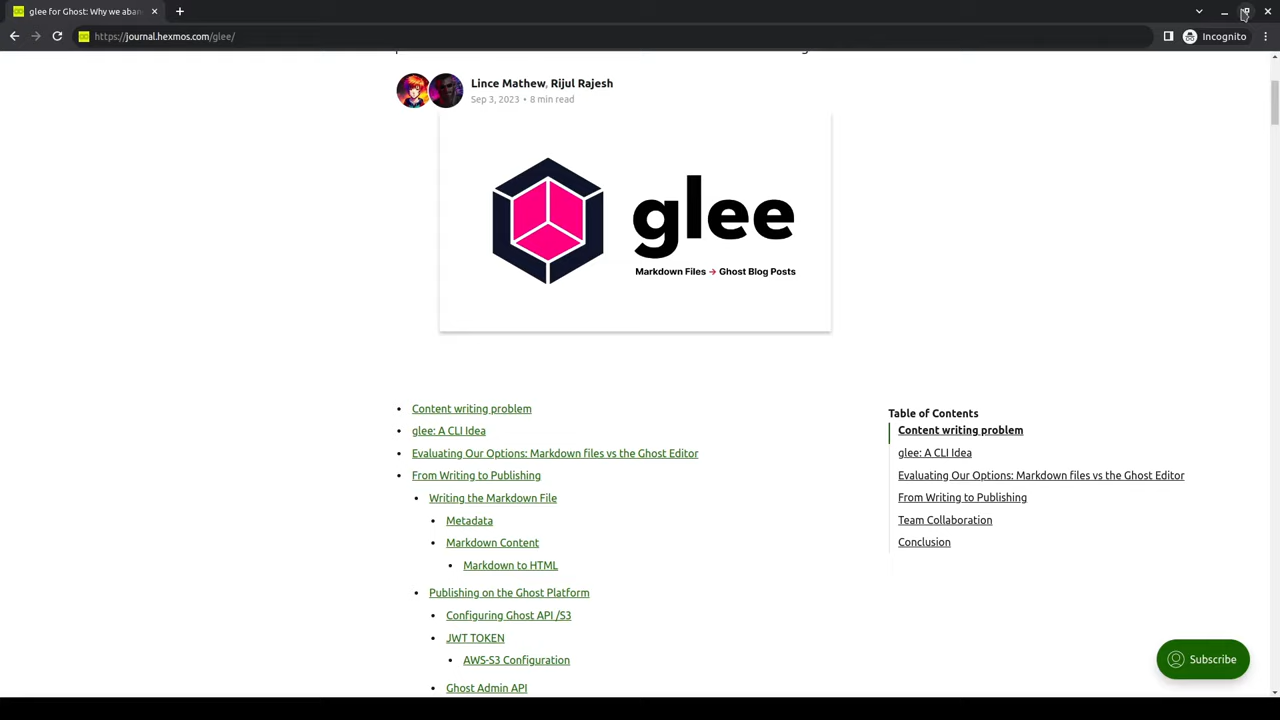 glee for Ghost: Why we aban
https://journal.hexmos.com/glee/
Incognito
Lince Mathew, Rijul Rajesh
Sep 3, 2023 • 8 min read
glee
Markdown Files → Ghost Blog Posts
Content writing problem
glee: A CLI Idea
Evaluating Our Options: Markdown files vs the Ghost Editor
From Writing to Publishing
Writing the Markdown File
Metadata
Markdown Content
Markdown to HTML
Publishing on the Ghost Platform
Configuring Ghost API /S3
JWT TOKEN
AWS-S3 Configuration
Ghost Admin API
Table of Contents
Content writing problem
glee: A CLI Idea
Evaluating Our Options: Markdown files vs the Ghost Editor
From Writing to Publishing
Team Collaboration
Conclusion
Subscribe